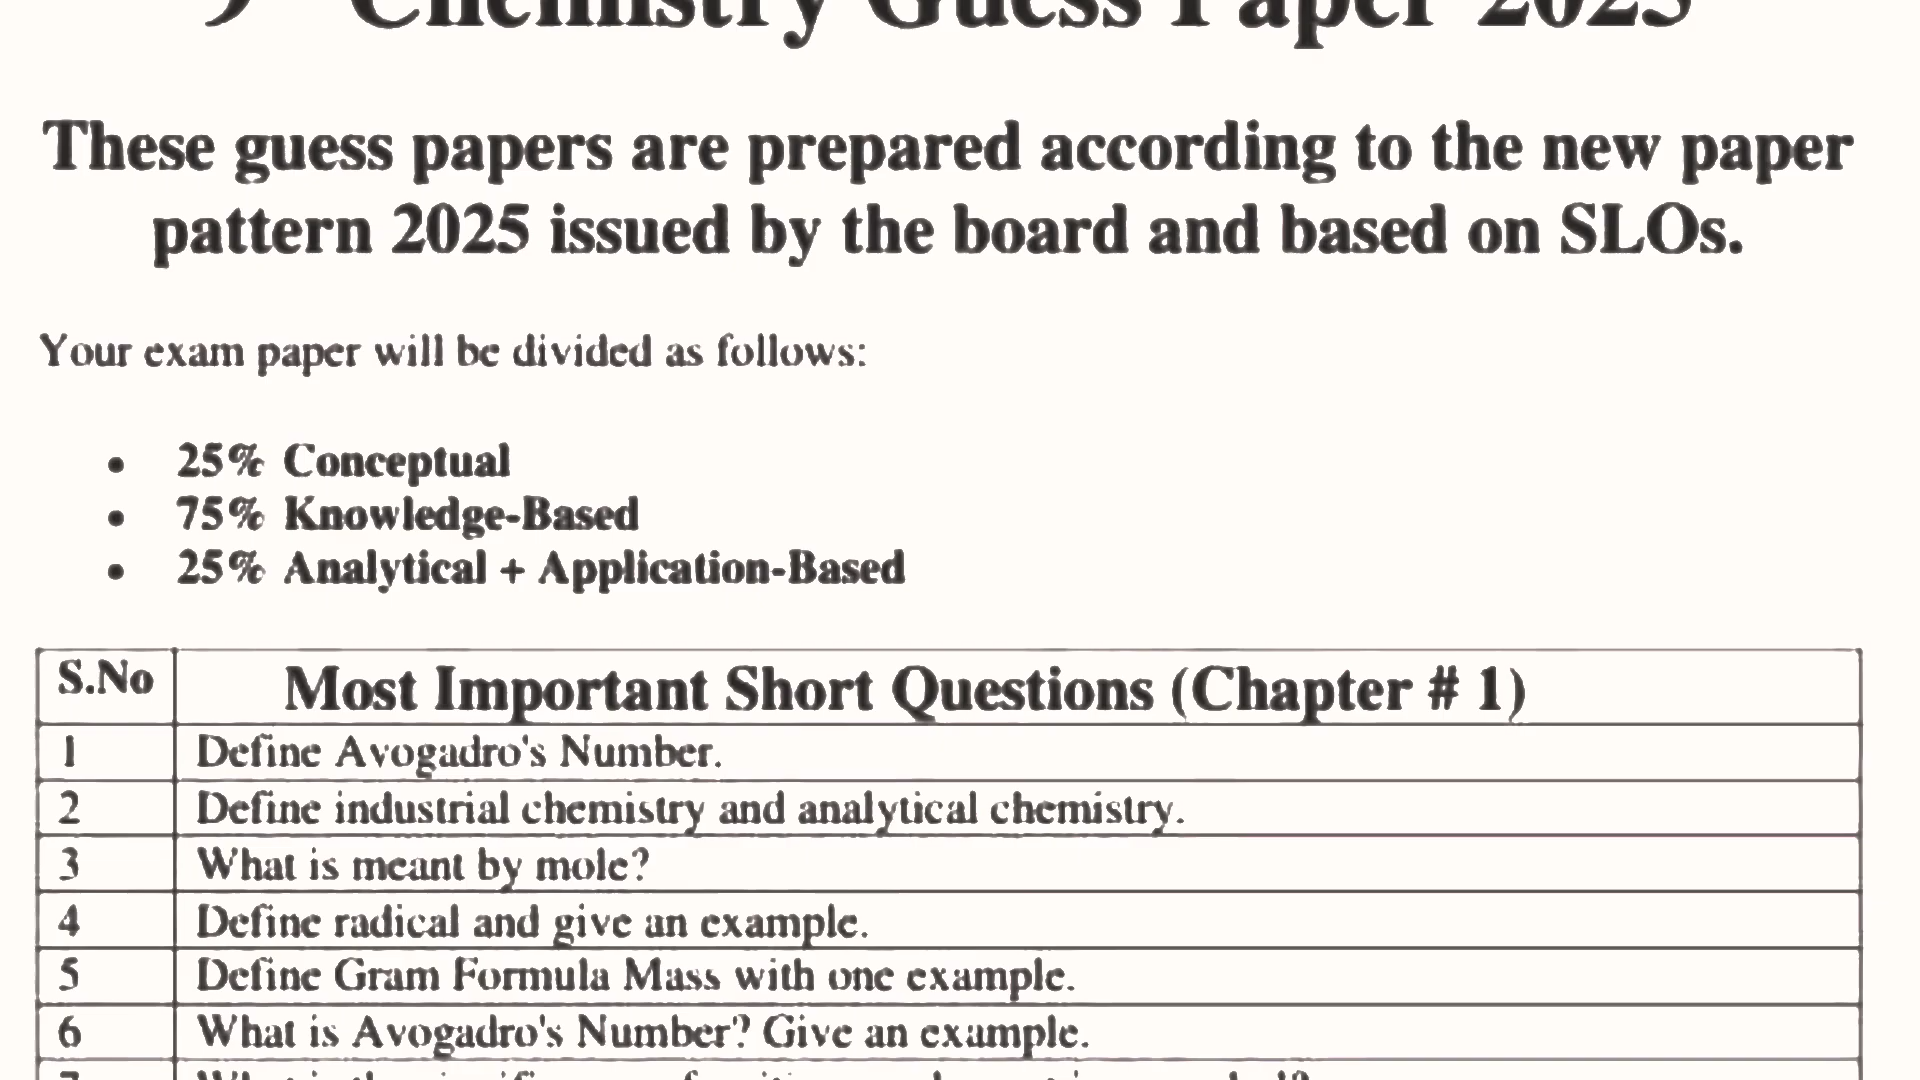 Chemistry Guess Paper 2025
These guess papers are prepared according to the new paper
pattern 2025 issued by the board and based on SLOs.
Your exam paper will be divided as follows:
• 25% Conceptual
• 75% Knowledge-Based
• 25% Analytical + Application-Based
S.No Most Important Short Questions (Chapter # 1)
1 Define Avogadro's Number.
2 Define industrial chemistry and analytical chemistry.
3 What is meant by mole?
4 Define radical and give an example.
5 Define Gram Formula Mass with one example.
6 What is Avogadro's Number? Give an example.